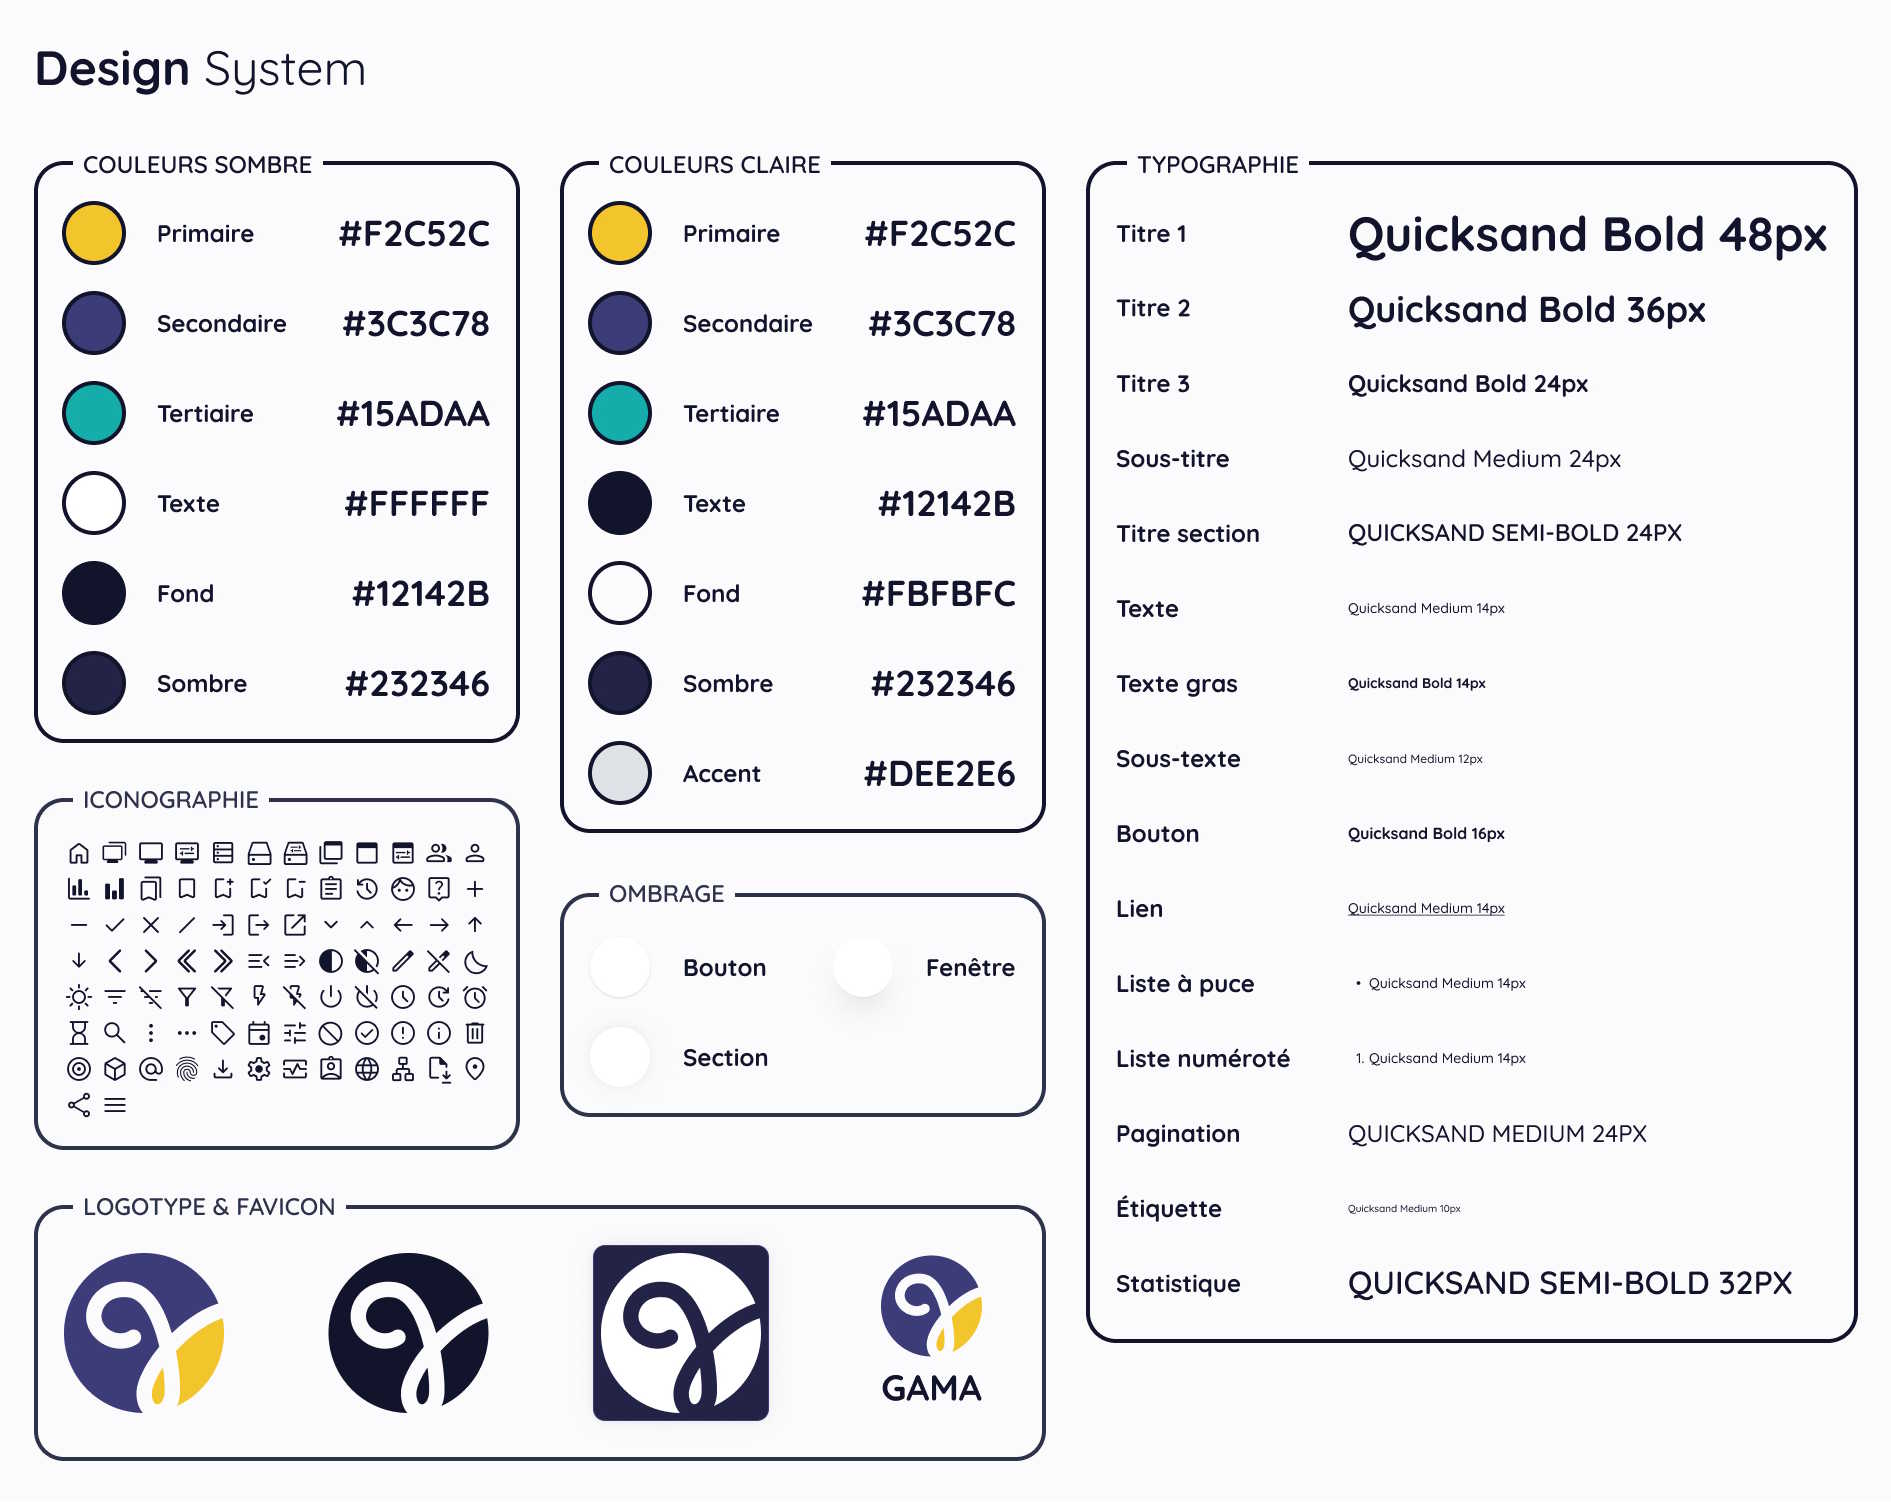 Design System
COULEURS SOMBRE
Primaire #F2C52C
Secondaire #3C3C78
Tertiaire #15ADAA
Texte #FFFFFF
Fond #12142B
Sombre #232346
COULEURS CLAIRE
Primaire #F2C52C
Secondaire #3C3C78
Tertiaire #15ADAA
Texte #12142B
Fond #FBFBFC
Sombre #232346
Accent #DEE2E6
TYPOGRAPHIE
Titre 1 Quicksand Bold 48px
Titre 2 Quicksand Bold 36px
Titre 3 Quicksand Bold 24px
Sous-titre Quicksand Medium 24px
Titre section QUICKSAND SEMI-BOLD 24PX
Texte Quicksand Medium 14px
Texte gras Quicksand Bold 14px
Sous-texte Quicksand Medium 12px
Bouton Quicksand Bold 16px
Lien Quicksand Medium 14px
Liste à puce • Quicksand Medium 14px
Liste numéroté 1. Quicksand Medium 14px
Pagination QUICKSAND MEDIUM 24PX
Étiquette Quicksand Medium 10px
Statistique QUICKSAND SEMI-BOLD 32PX
ICONOGRAPHIE
OMBRAGE
Bouton Fenêtre
Section
LOGOTYPE & FAVICON
GAMA